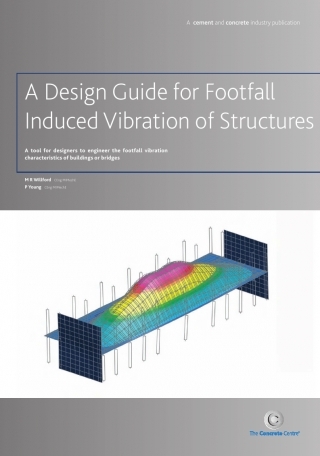 A cement and concrete industry publication
A Design Guide for Footfall
Induced Vibration of Structures
A tool for designers to engineer the footfall vibration
characteristics of buildings or bridges
M R Willford
P Young
The Concrete Centre